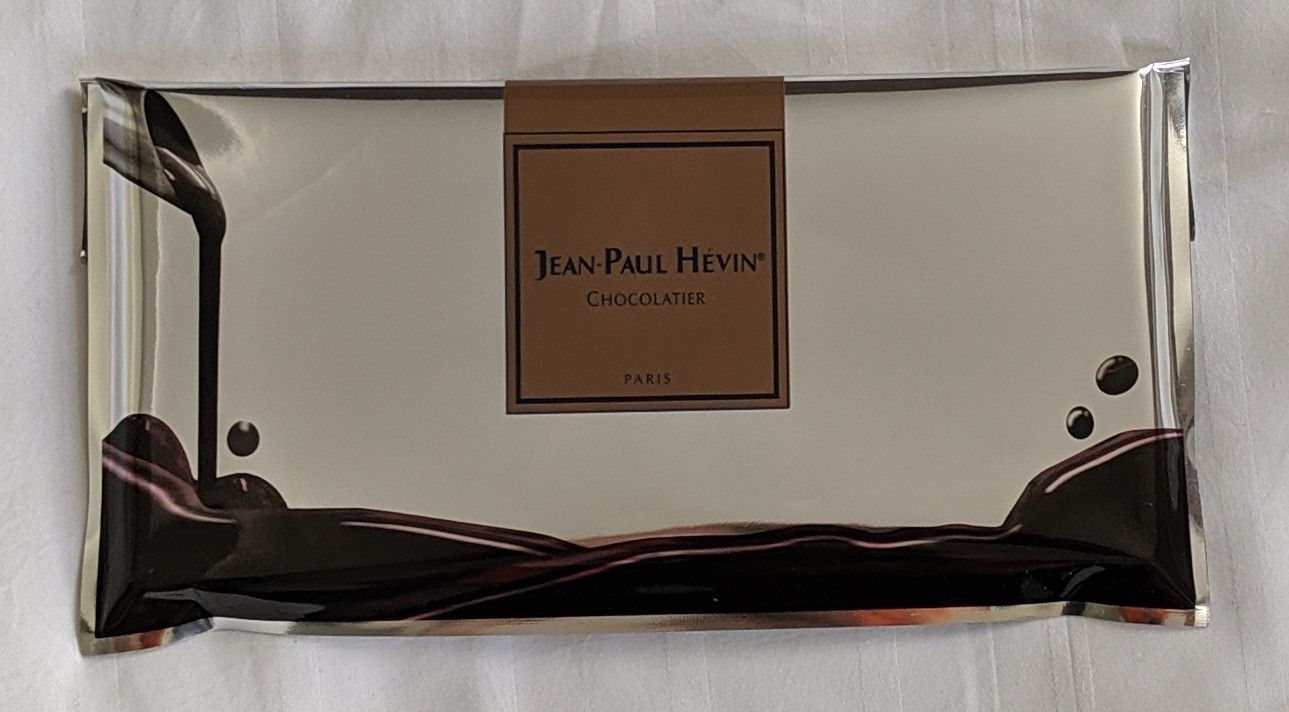 Jean-Paul Hévin®
Chocolatier
PARIS